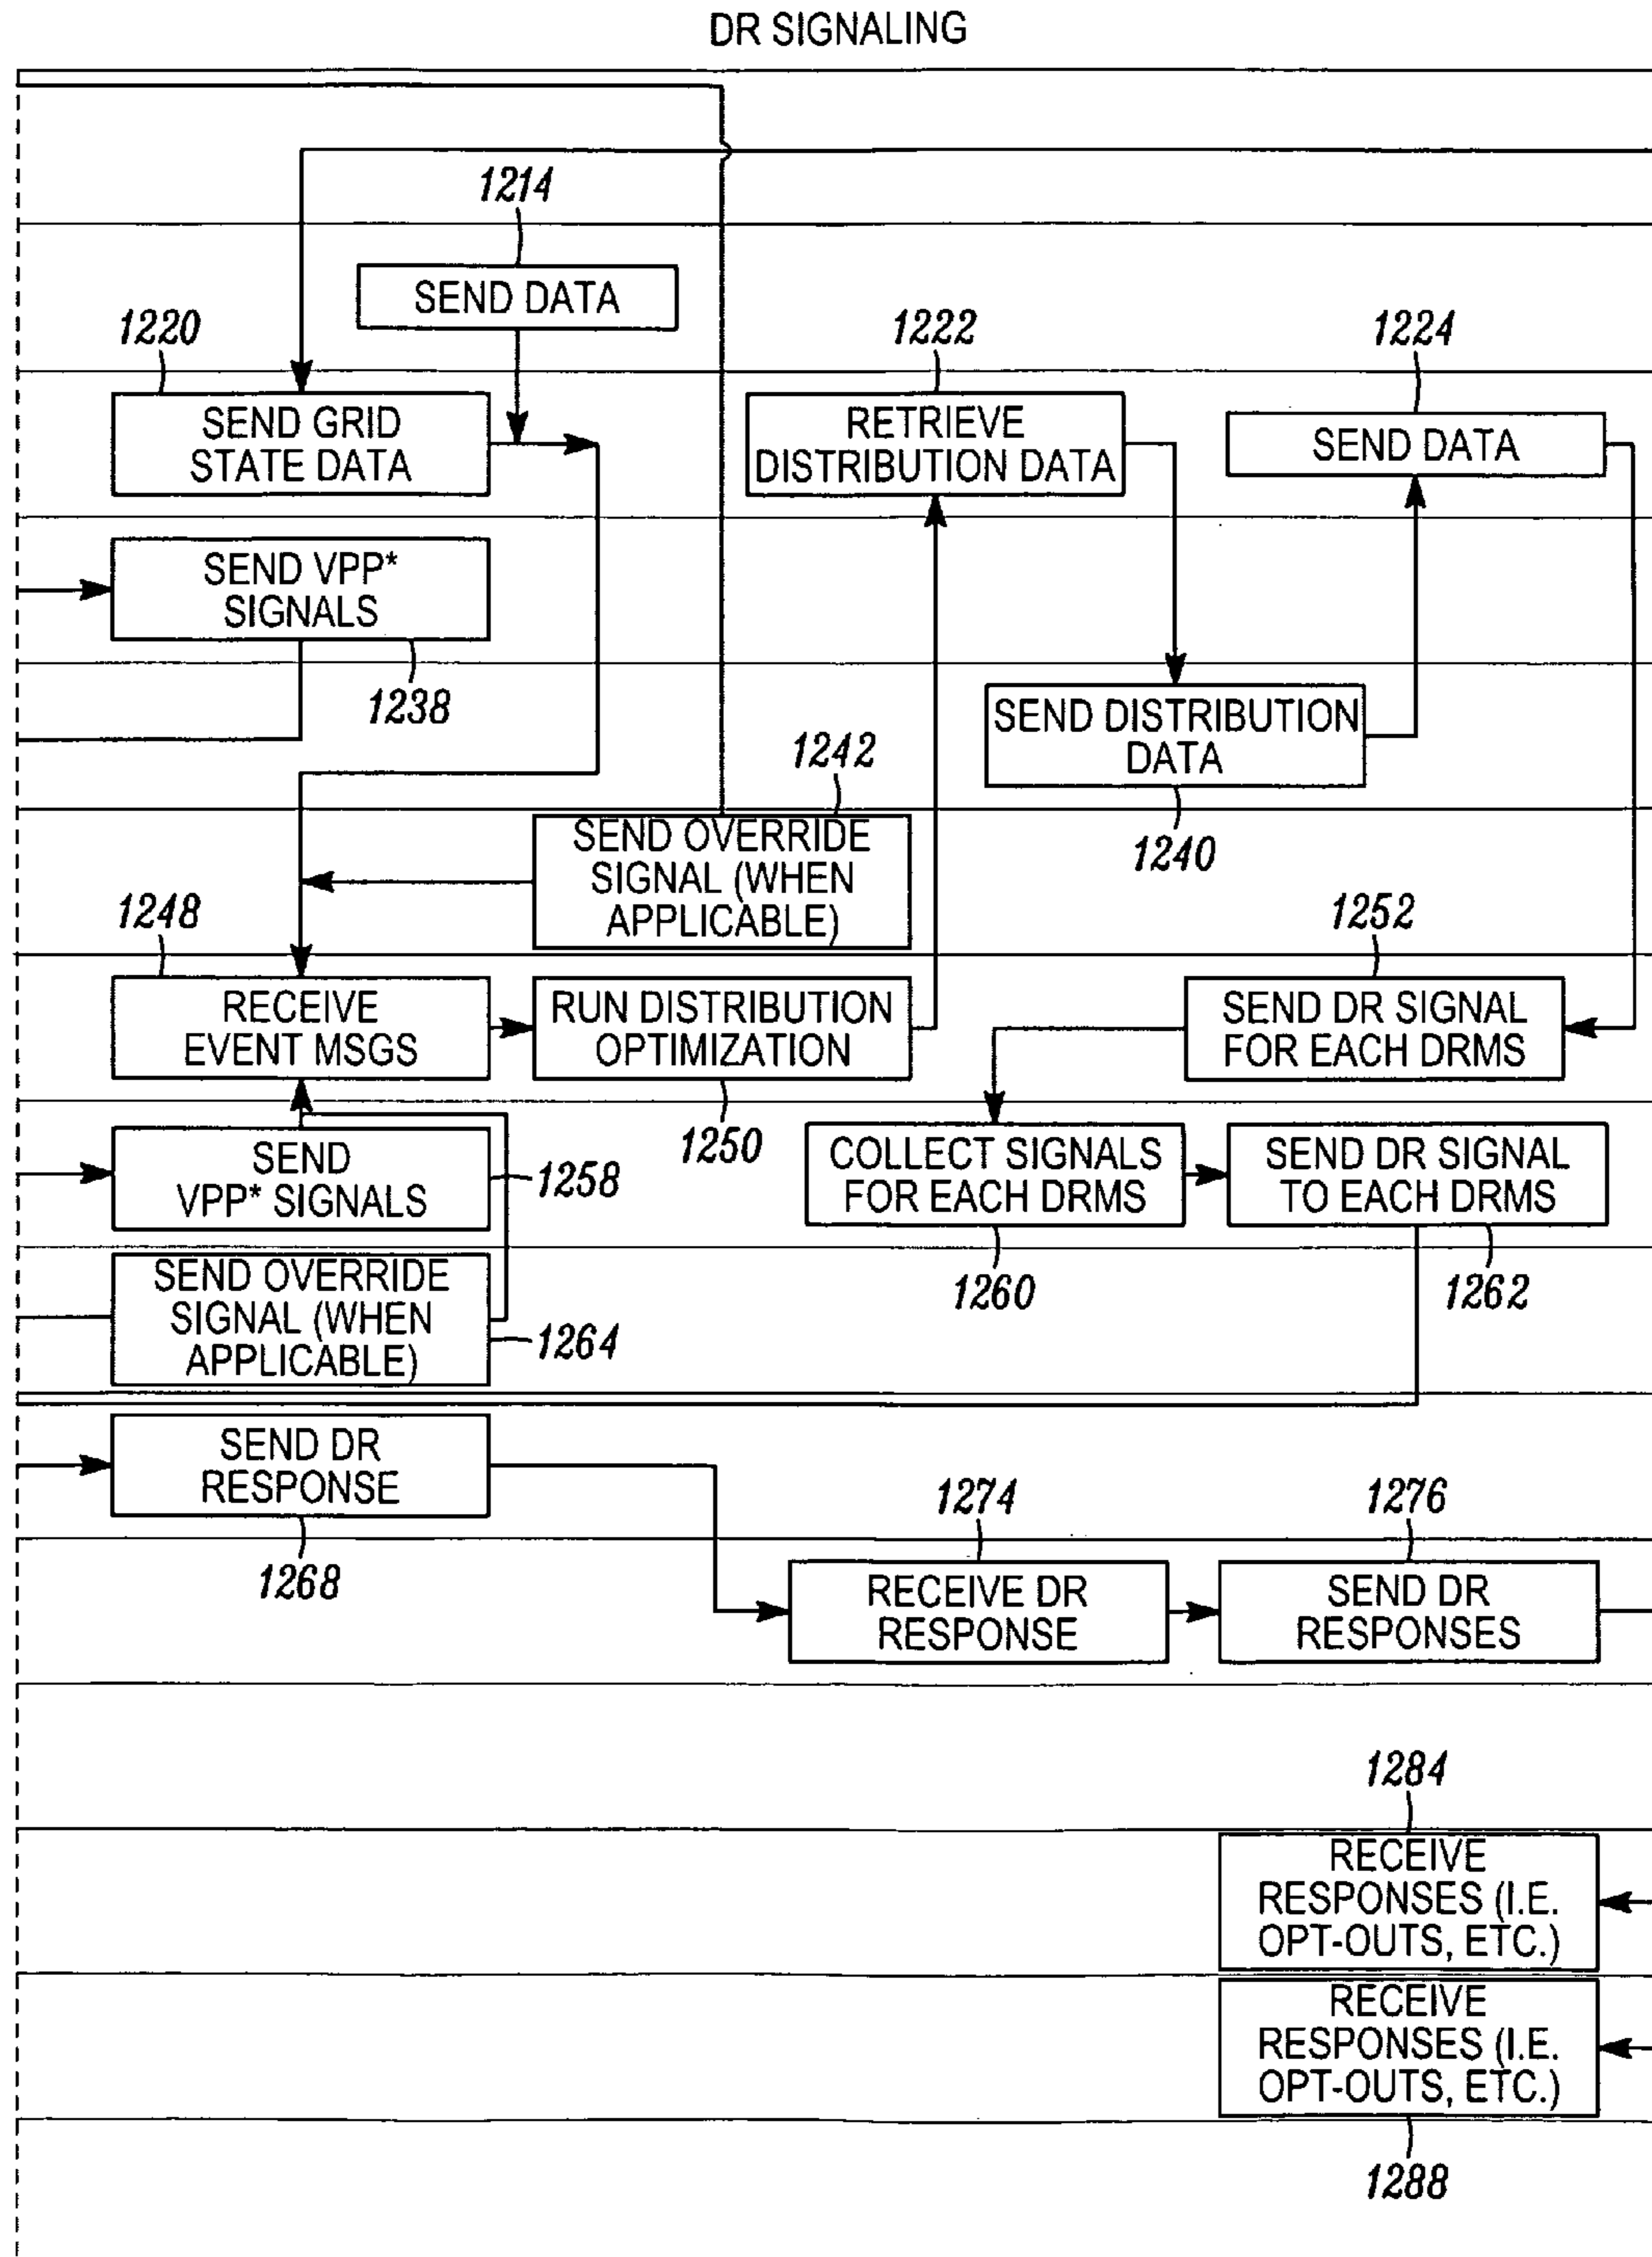 DR SIGNALING
1214
SEND DATA
1220
1222
1224
SEND GRID
STATE DATA
RETRIEVE
DISTRIBUTION DATA
SEND DATA
SEND VPP*
SIGNALS
1238
SEND DISTRIBUTION
DATA
1240
1242
SEND OVERRIDE
SIGNAL (WHEN
APPLICABLE)
1248
1252
RECEIVE
EVENT MSGS
RUN DISTRIBUTION
OPTIMIZATION
1250
SEND DR SIGNAL
FOR EACH DRMS
SEND
VPP* SIGNALS
1258
COLLECT SIGNALS
FOR EACH DRMS
1260
SEND DR SIGNAL
TO EACH DRMS
1262
SEND OVERRIDE
SIGNAL (WHEN
APPLICABLE)
1264
SEND DR
RESPONSE
1268
1274
1276
RECEIVE DR
RESPONSE
SEND DR
RESPONSES
1284
RECEIVE
RESPONSES (I.E.
OPT-OUTS, ETC.)
RECEIVE
RESPONSES (I.E.
OPT-OUTS, ETC.)
1288